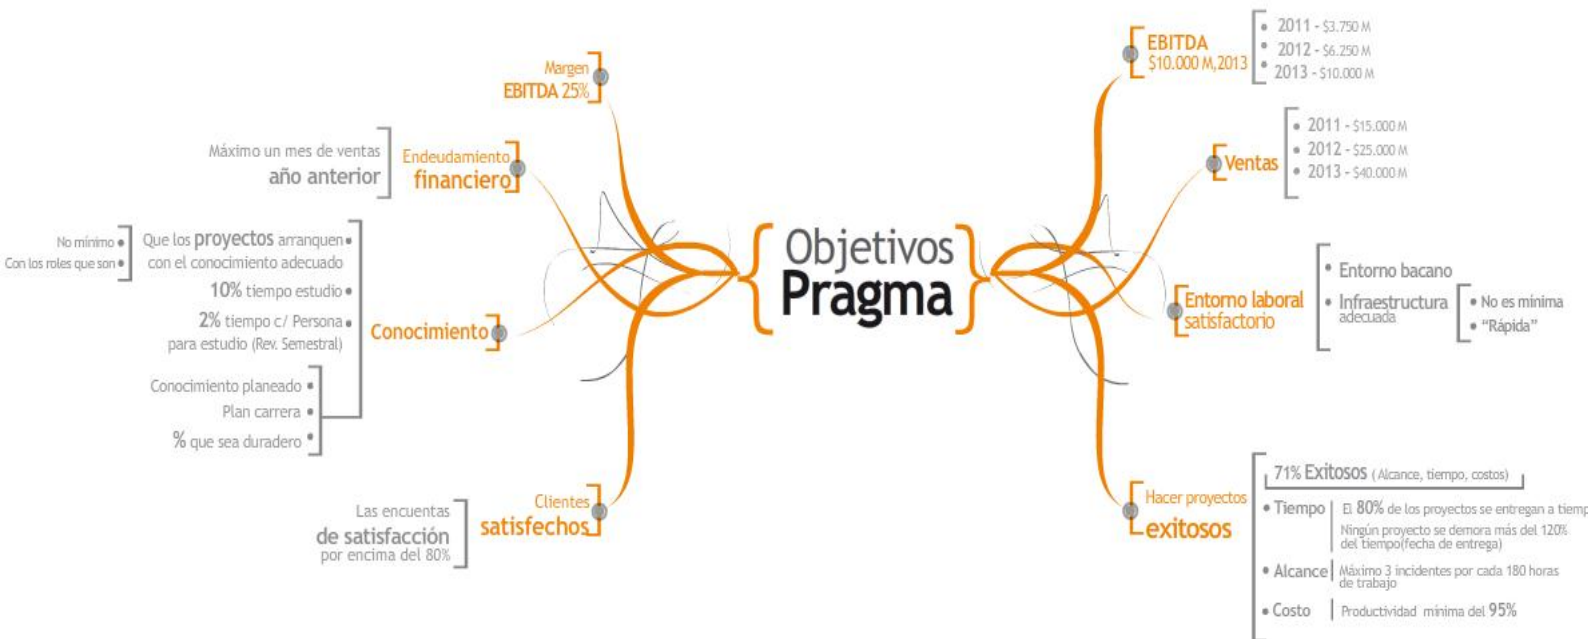 Objetivos
Pragma
Margen
EBITDA 25%
Endeudamiento
financiero
Máximo un mes de ventas
año anterior
Conocimiento
Que los proyectos arranquen
con el conocimiento adecuado
No mínimo
Con los roles que son
10% tiempo estudio
2% tiempo c/ Persona
para estudio (Rev. Semestral)
Conocimiento planeado
Plan carrera
% que sea duradero
Clientes
satisfechos
Las encuentas
de satisfacción
por encima del 80%
EBITDA
$10.000 M,2013
2011 - $3.750 M
2012 - $6.250 M
2013 - $10.000 M
Ventas
2011 - $15.000 M
2012 - $25.000 M
2013 - $40.000 M
Entorno laboral
satisfactorio
Entorno bacano
Infraestructura
adecuada
No es mínima
"Rápida"
Hacer proyectos
exitosos
71% Exitosos (Alcance, tiempo, costos)
Tiempo
El 80% de los proyectos se entregan a tiemp
Ningún proyecto se demora más del 120%
del tiempo(fecha de entrega)
Alcance
Máximo 3 incidentes por cada 180 horas
de trabajo
Costo
Productividad mínima del 95%